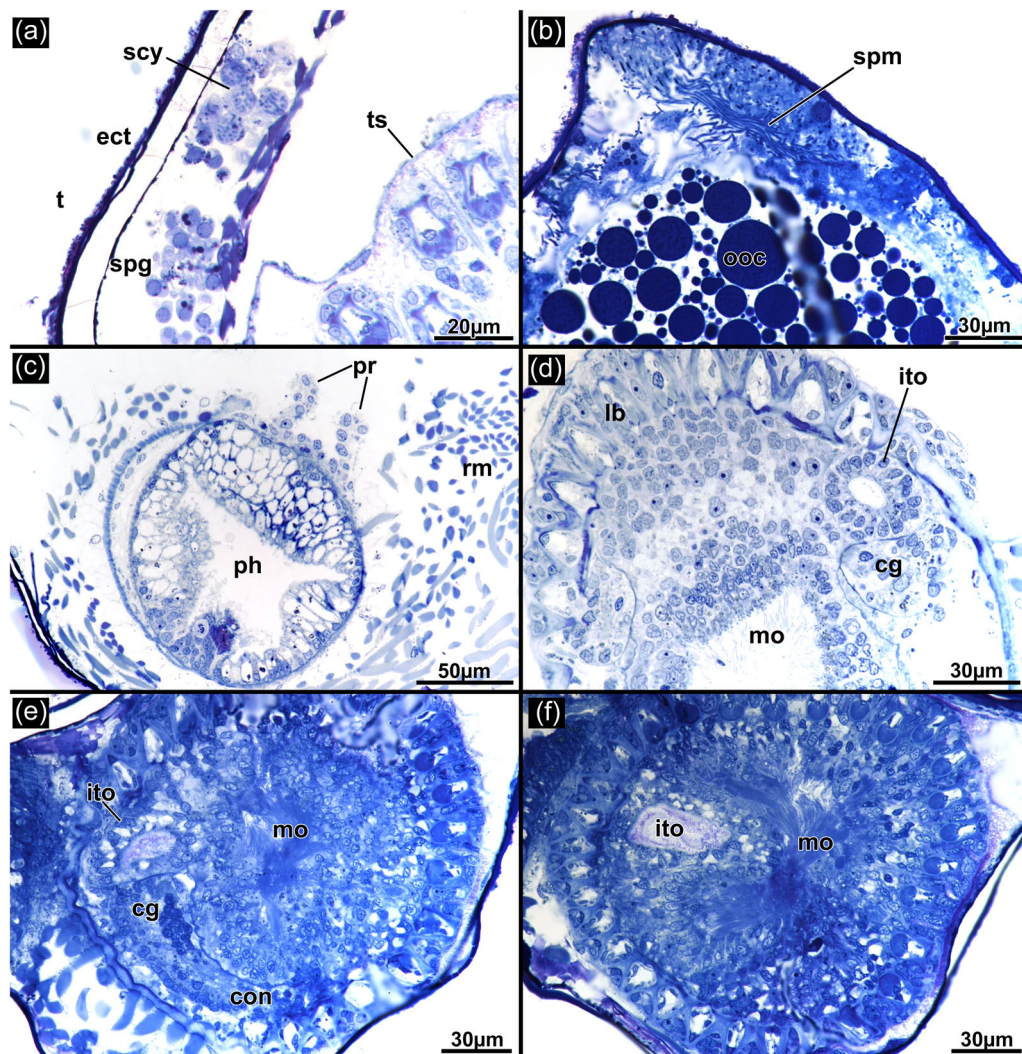 (a)
scy
ect
ts
t
spg
20µm
(b)
spm
ooc
30µm
(c)
pr
rm
ph
50µm
(d)
ito
lb
cg
mo
30µm
(e)
ito
mo
cg
con
30µm
(f)
ito
mo
30µm